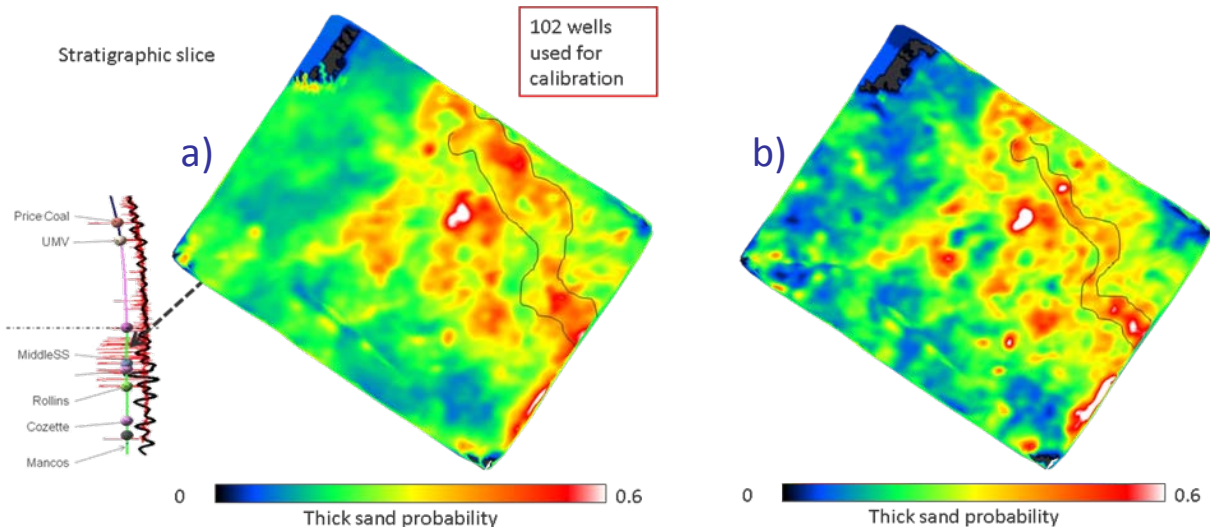 Stratigraphic slice
102 wells
used for
calibration
a)
b)
Price Coal
UMV
MiddleSS
Rollins
Cozette
Mancos
0
0.6
Thick sand probability
0
0.6
Thick sand probability